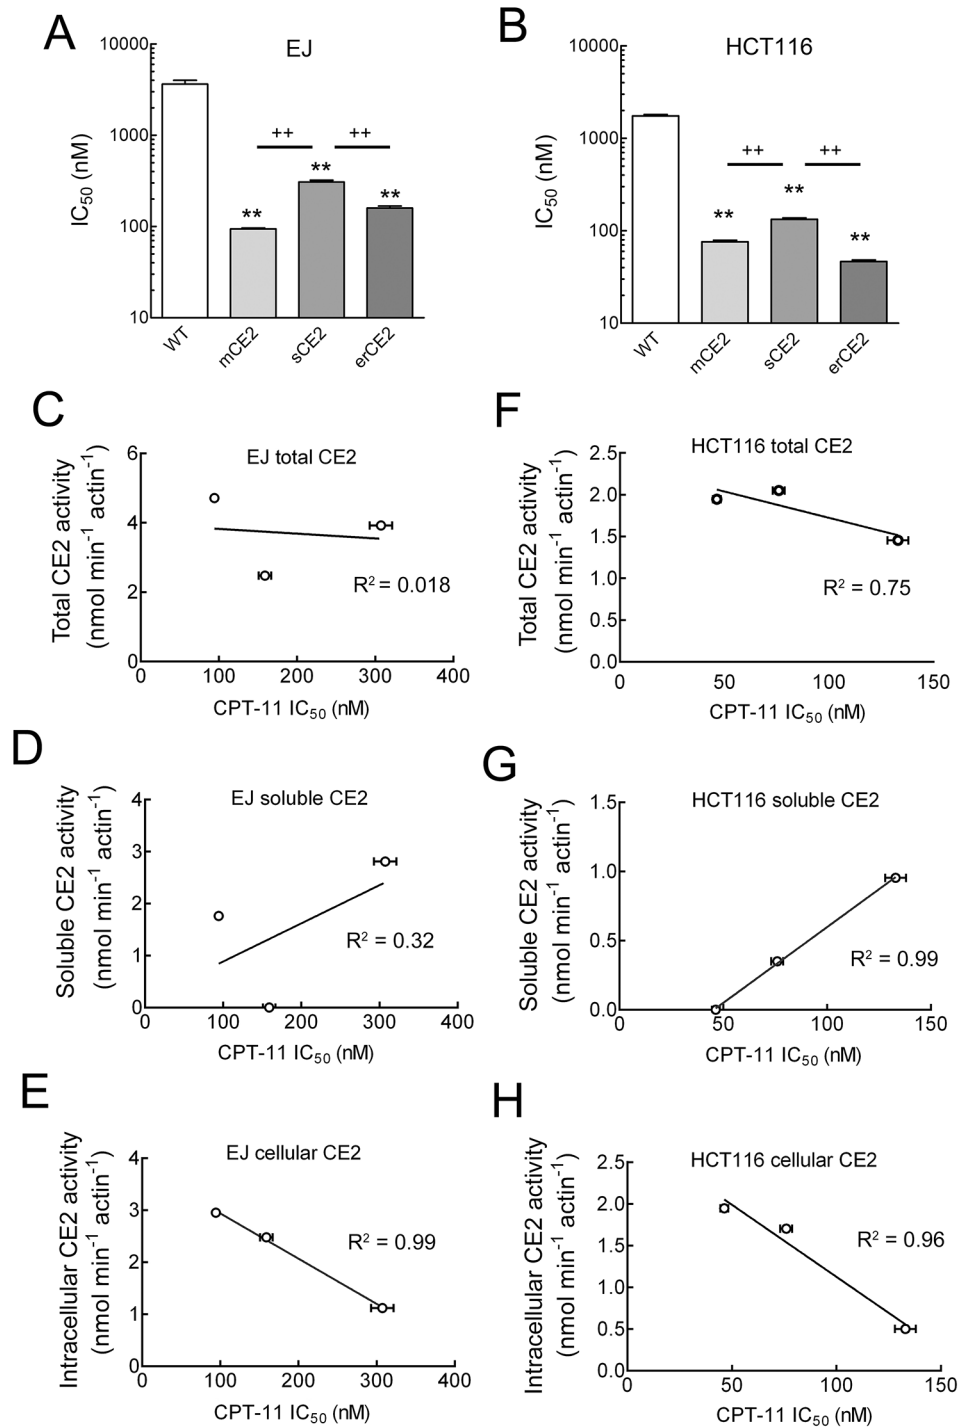 A
EJ
IC50 (nM)
10000
1000
100
10
++
++
**
**
**
WT
mCE2
sCE2
erCE2
B
HCT116
IC50 (nM)
10000
1000
100
10
++
++
**
**
**
WT
mCE2
sCE2
erCE2
C
EJ total CE2
Total CE2 activity
(nmol min-1 actin-1)
6
4
2
0
R2 = 0.018
0 100 200 300 400
CPT-11 IC50 (nM)
F
HCT116 total CE2
Total CE2 activity
(nmol min-1 actin-1)
2.5
2.0
1.5
1.0
0.5
0.0
R2 = 0.75
0 50 100 150
CPT-11 IC50 (nM)
D
EJ soluble CE2
Soluble CE2 activity
(nmol min-1 actin-1)
4
3
2
1
0
R2 = 0.32
0 100 200 300 400
CPT-11 IC50 (nM)
G
HCT116 soluble CE2
Soluble CE2 activity
(nmol min-1 actin-1)
1.5
1.0
0.5
0.0
R2 = 0.99
0 50 100 150
CPT-11 IC50 (nM)
E
EJ cellular CE2
Intracellular CE2 activity
(nmol min-1 actin-1)
4
3
2
1
0
R2 = 0.99
0 100 200 300 400
CPT-11 IC50 (nM)
H
HCT116 cellular CE2
Intracellular CE2 activity
(nmol min-1 actin-1)
2.5
2.0
1.5
1.0
0.5
0.0
R2 = 0.96
0 50 100 150
CPT-11 IC50 (nM)